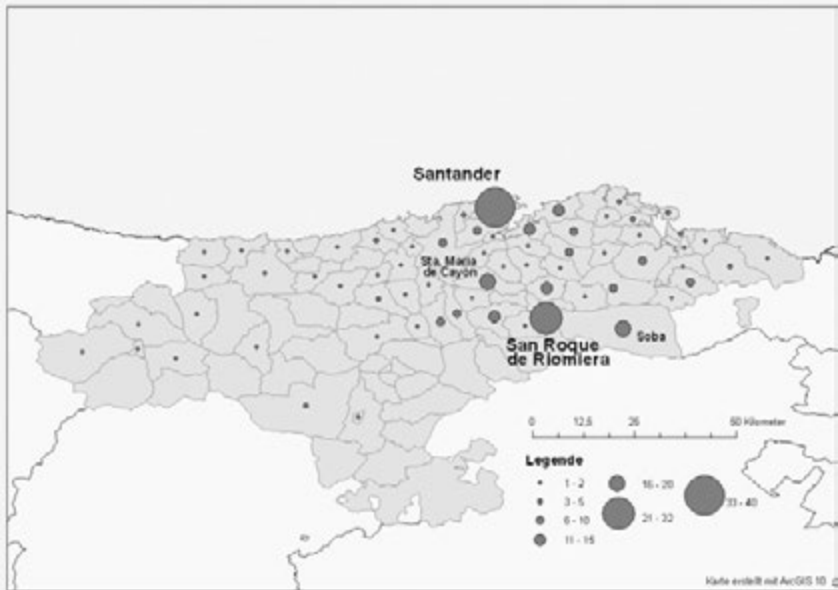 Santander
Sta. Maria
de Cayón
San Roque
de Riomiera
Soba
0 12,5 25 50 Kilometer
Legende
1 - 2
3 - 5
6 - 10
11 - 15
16 - 20
21 - 32
33 - 40
Karte erstellt mit ArcGIS 10